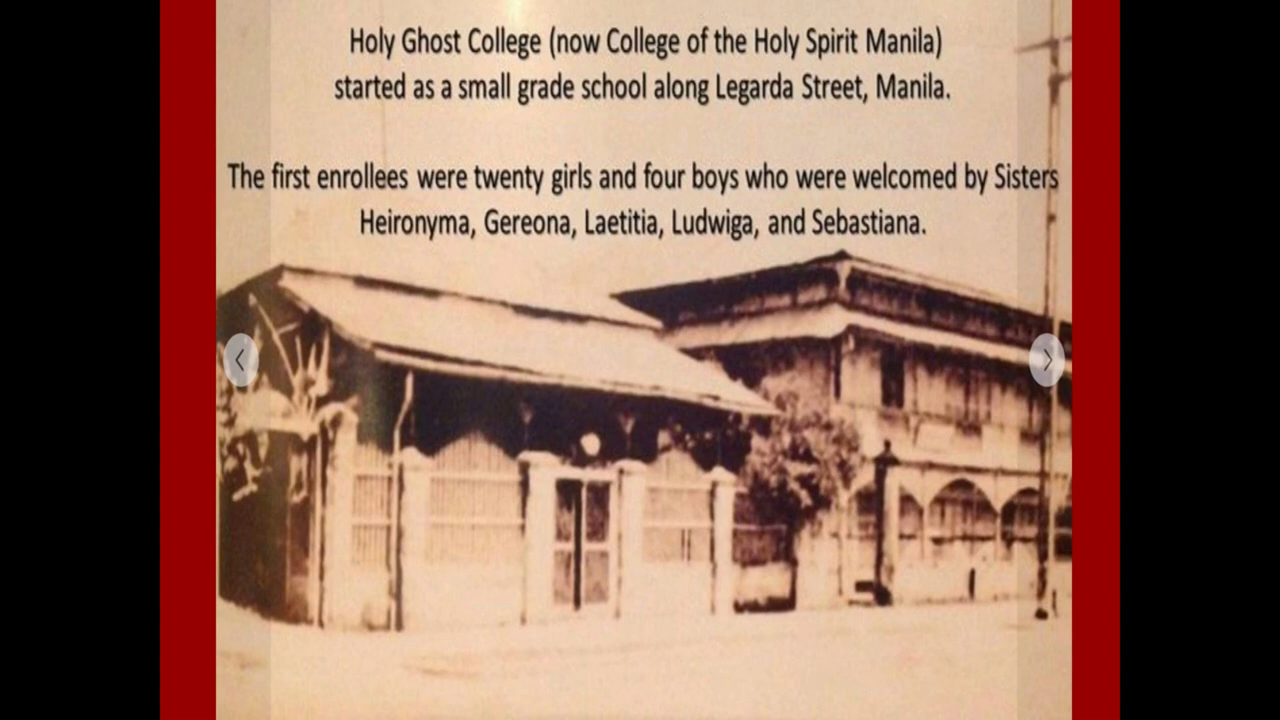 Holy Ghost College (now College of the Holy Spirit Manila)
started as a small grade school along Legarda Street, Manila.
The first enrollees were twenty girls and four boys who were welcomed by Sisters
Heironyma, Gereona, Laetitia, Ludwiga, and Sebastiana.